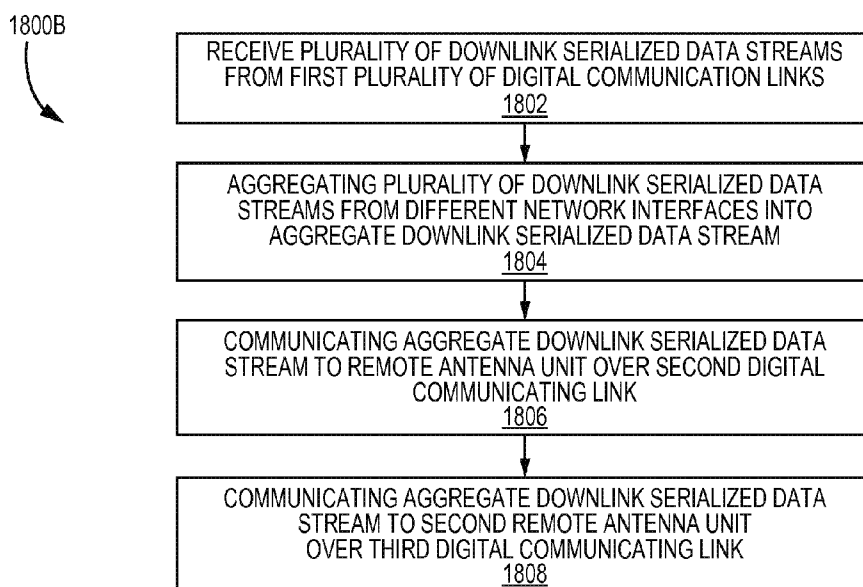 1800B
RECEIVE PLURALITY OF DOWNLINK SERIALIZED DATA STREAMS
FROM FIRST PLURALITY OF DIGITAL COMMUNICATION LINKS
1802
AGGREGATING PLURALITY OF DOWNLINK SERIALIZED DATA
STREAMS FROM DIFFERENT NETWORK INTERFACES INTO
AGGREGATE DOWNLINK SERIALIZED DATA STREAM
1804
COMMUNICATING AGGREGATE DOWNLINK SERIALIZED DATA
STREAM TO REMOTE ANTENNA UNIT OVER SECOND DIGITAL
COMMUNICATING LINK
1806
COMMUNICATING AGGREGATE DOWNLINK SERIALIZED DATA
STREAM TO SECOND REMOTE ANTENNA UNIT
OVER THIRD DIGITAL COMMUNICATING LINK
1808